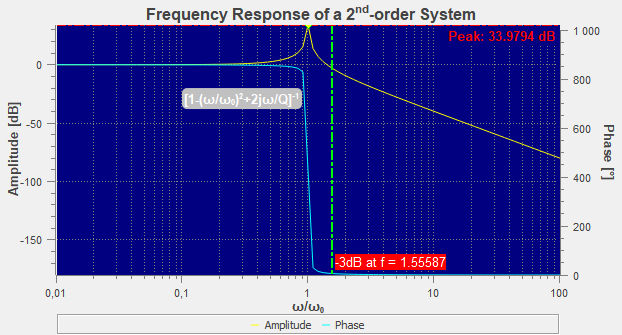 Frequency Response of a 2nd-order System
Peak: 33.9794 dB
1 000
0
800
[1-(ω/ω₀)²+2jω/Q]⁻¹
-50
600
Amplitude [dB]
Phase [°]
-100
400
-150
200
-3dB at f = 1.55587
0
0,01
0,1
1
10
100
ω/ω₀
Amplitude
Phase